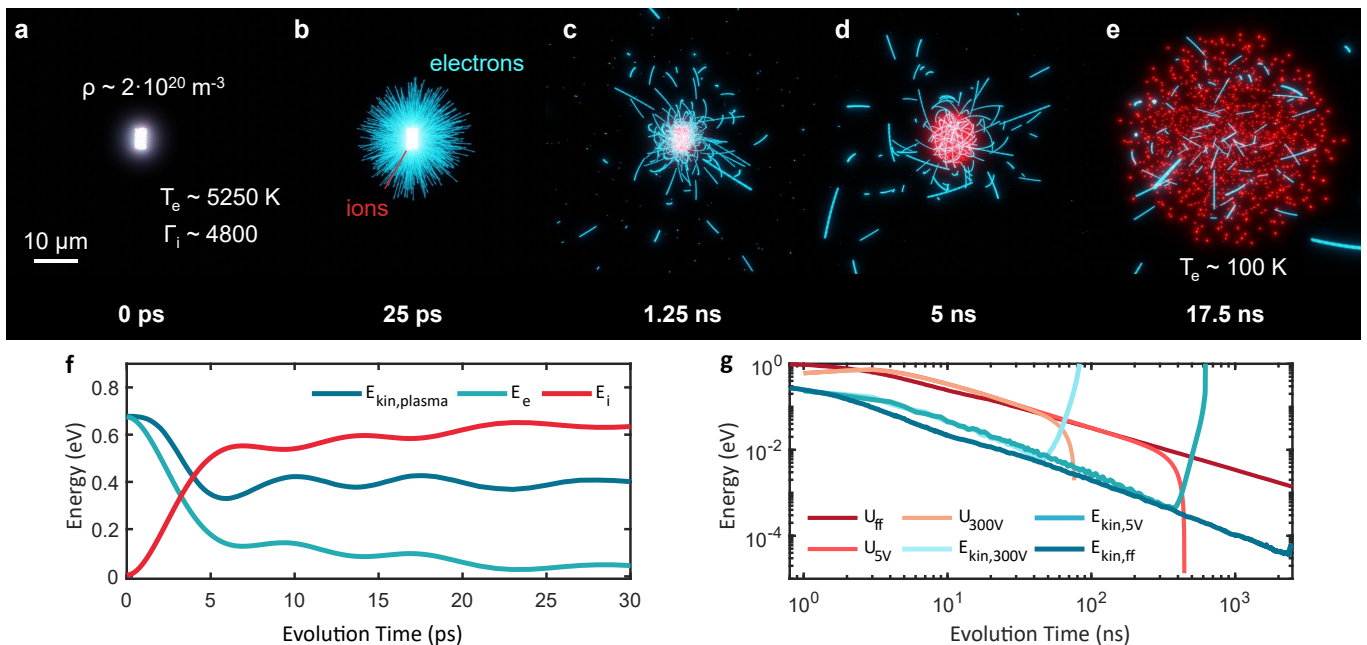 a
b
c
d
e
ρ ~ 2·10²⁰ m⁻³
electrons
ions
T_e ~ 5250 K
Γ_i ~ 4800
10 µm
T_e ~ 100 K
0 ps
25 ps
1.25 ns
5 ns
17.5 ns
f
0.8
0.6
0.4
0.2
0
Energy (eV)
E_kin,plasma
E_e
E_i
0
5
10
15
20
25
30
Evolution Time (ps)
g
10⁰
10⁻²
10⁻⁴
Energy (eV)
U_ff
U_300V
E_kin,5V
U_5V
E_kin,300V
E_kin,ff
10⁰
10¹
10²
10³
Evolution Time (ns)